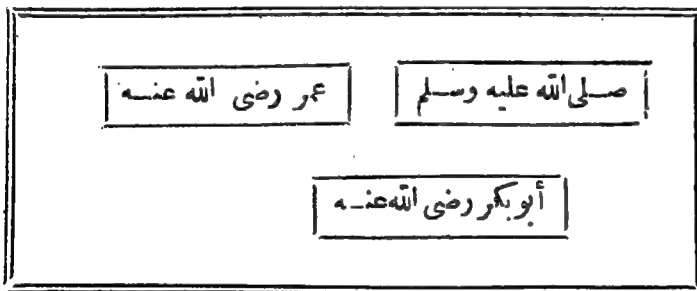 صلى الله عليه وسلم
عمر رضى الله عنه
أبو بكر رضى الله عنه